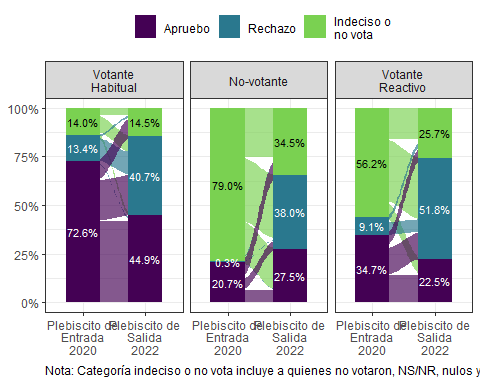 Apruebo
Rechazo
Indeciso o
no vota
Votante
Habitual
No-votante
Votante
Reactivo
100%
75%
50%
25%
0%
14.0%
13.4%
72.6%
14.5%
40.7%
44.9%
79.0%
0.3%
20.7%
34.5%
38.0%
27.5%
56.2%
9.1%
34.7%
25.7%
51.8%
22.5%
Plebiscito de
Entrada
2020
Plebiscito de
Salida
2022
Plebiscito de
Entrada
2020
Plebiscito de
Salida
2022
Plebiscito de
Entrada
2020
Plebiscito de
Salida
2022
Nota: Categoría indeciso o no vota incluye a quienes no votaron, NS/NR, nulos y